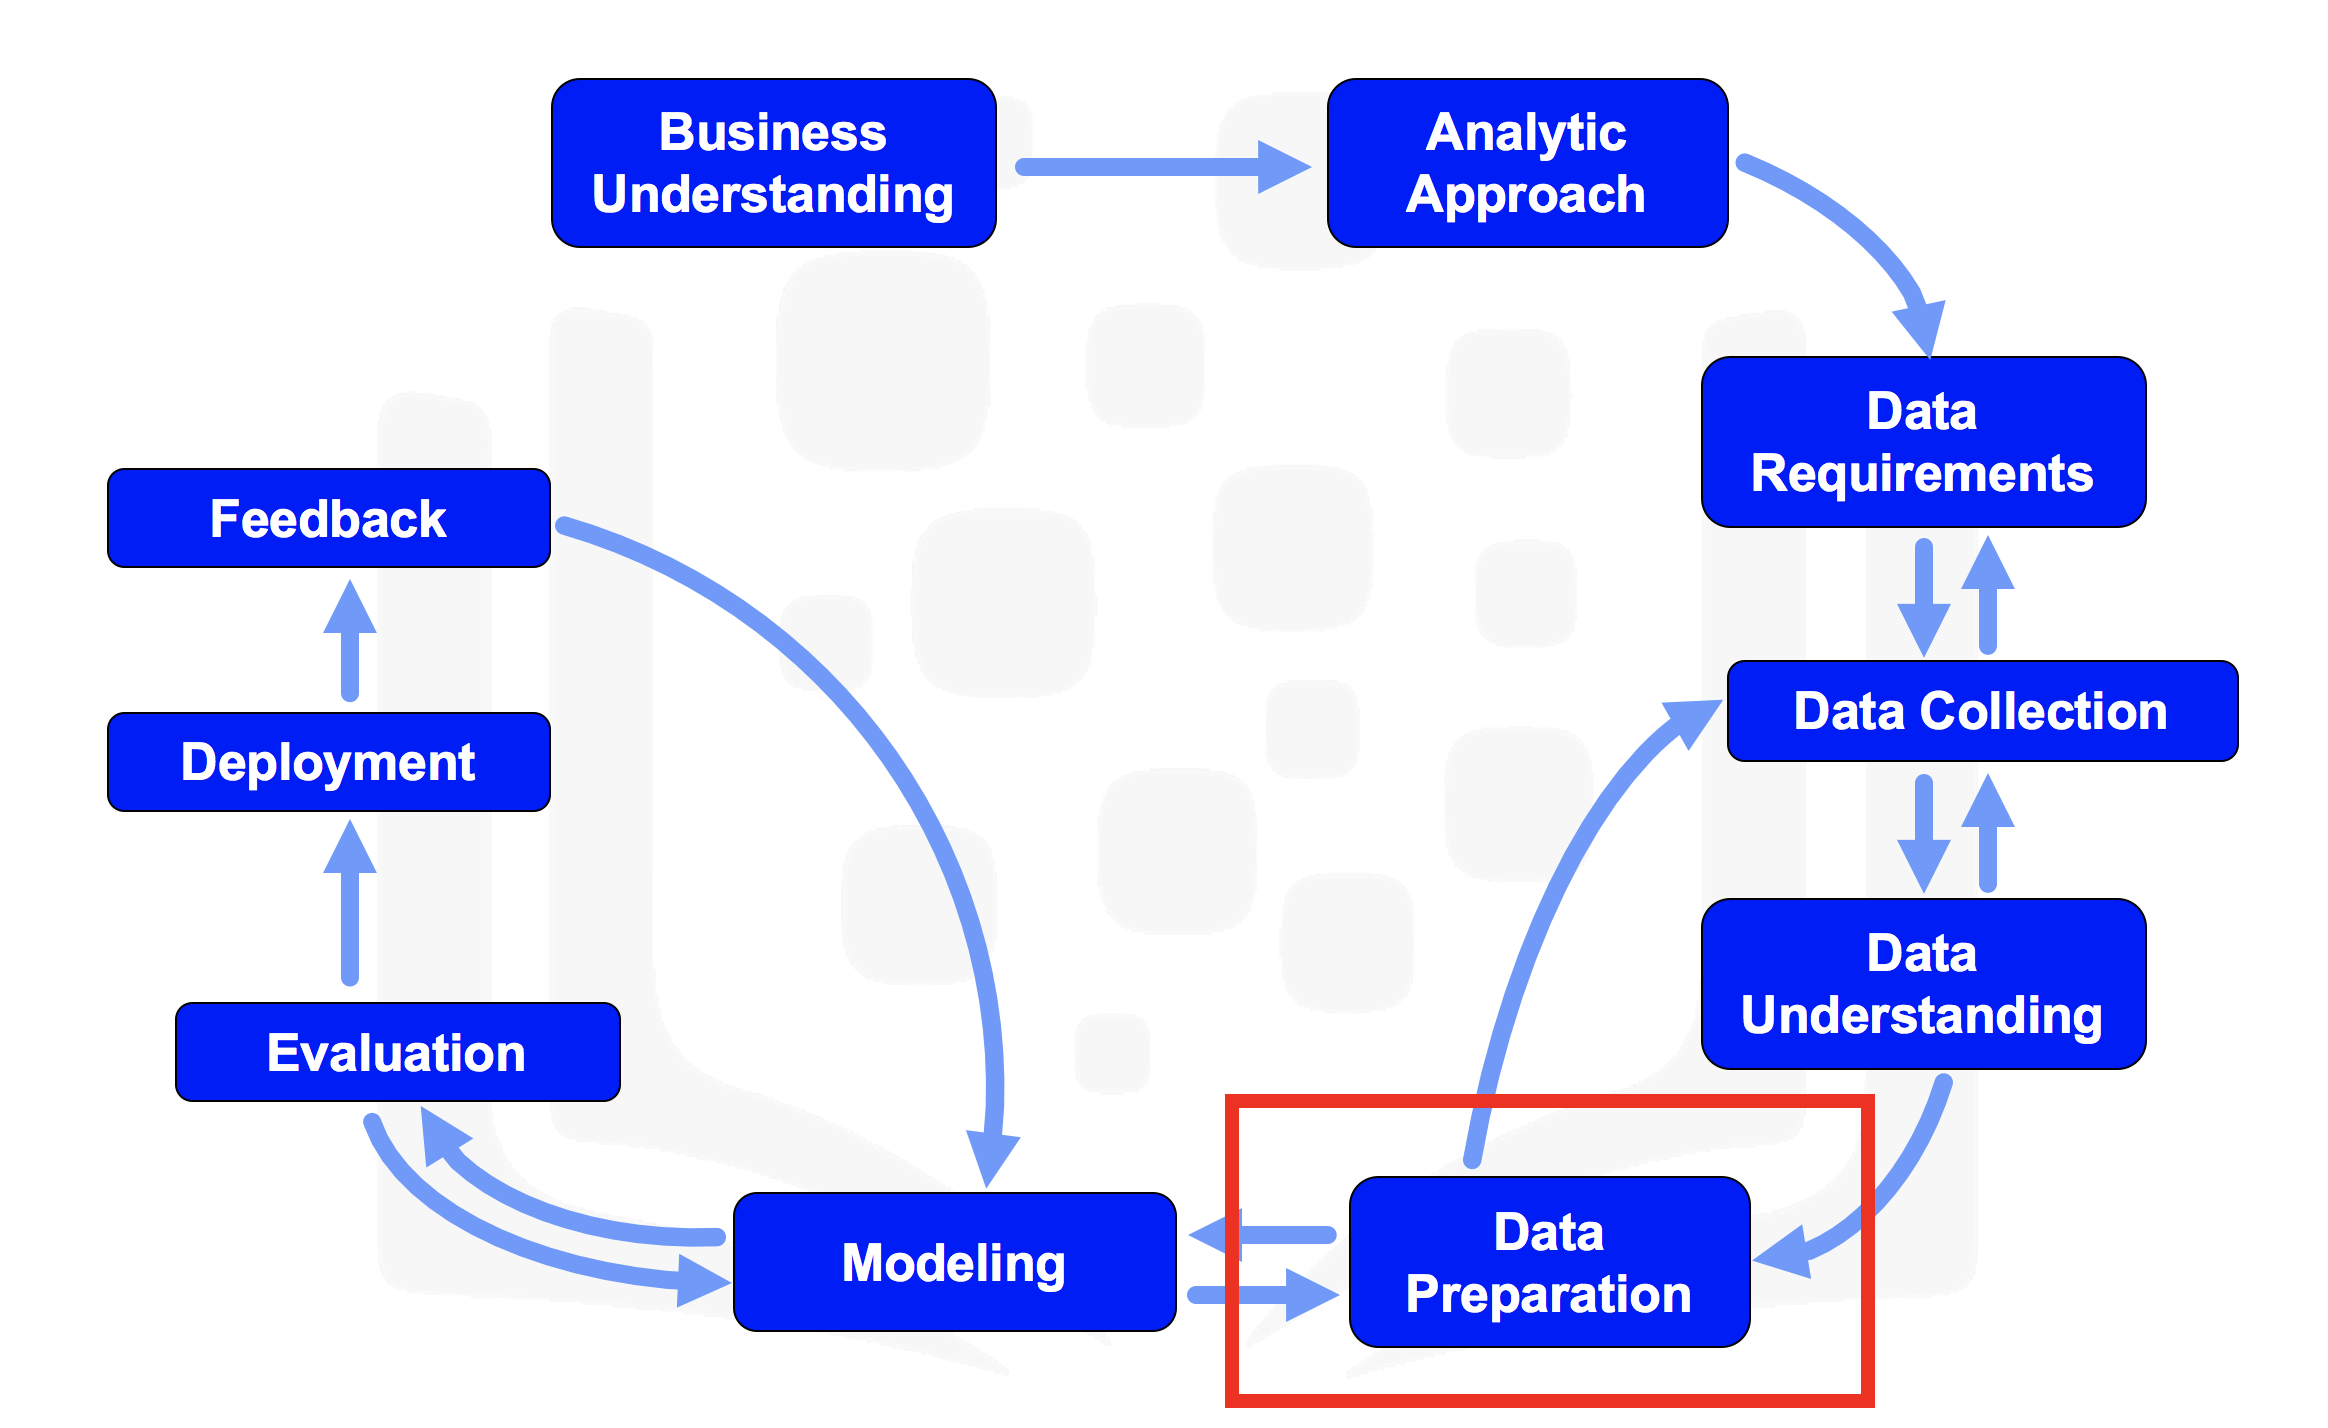 Business
Understanding
Analytic
Approach
Data
Requirements
Feedback
Data Collection
Deployment
Data
Understanding
Evaluation
Modeling
Data
Preparation